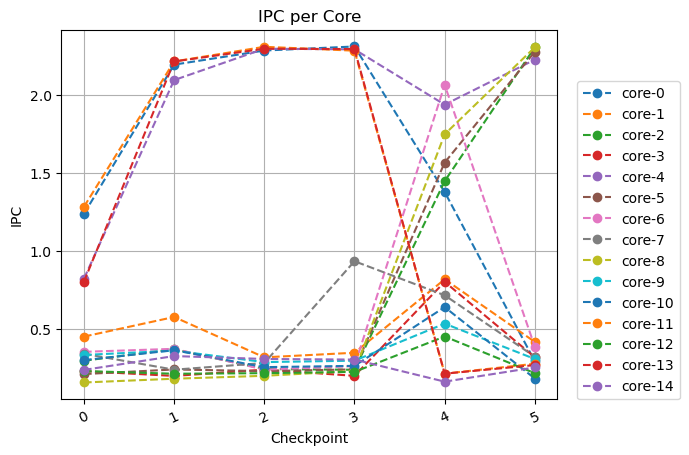 IPC per Core
IPC
2.0
1.5
1.0
0.5
0
1
2
3
4
5
Checkpoint
core-0
core-1
core-2
core-3
core-4
core-5
core-6
core-7
core-8
core-9
core-10
core-11
core-12
core-13
core-14